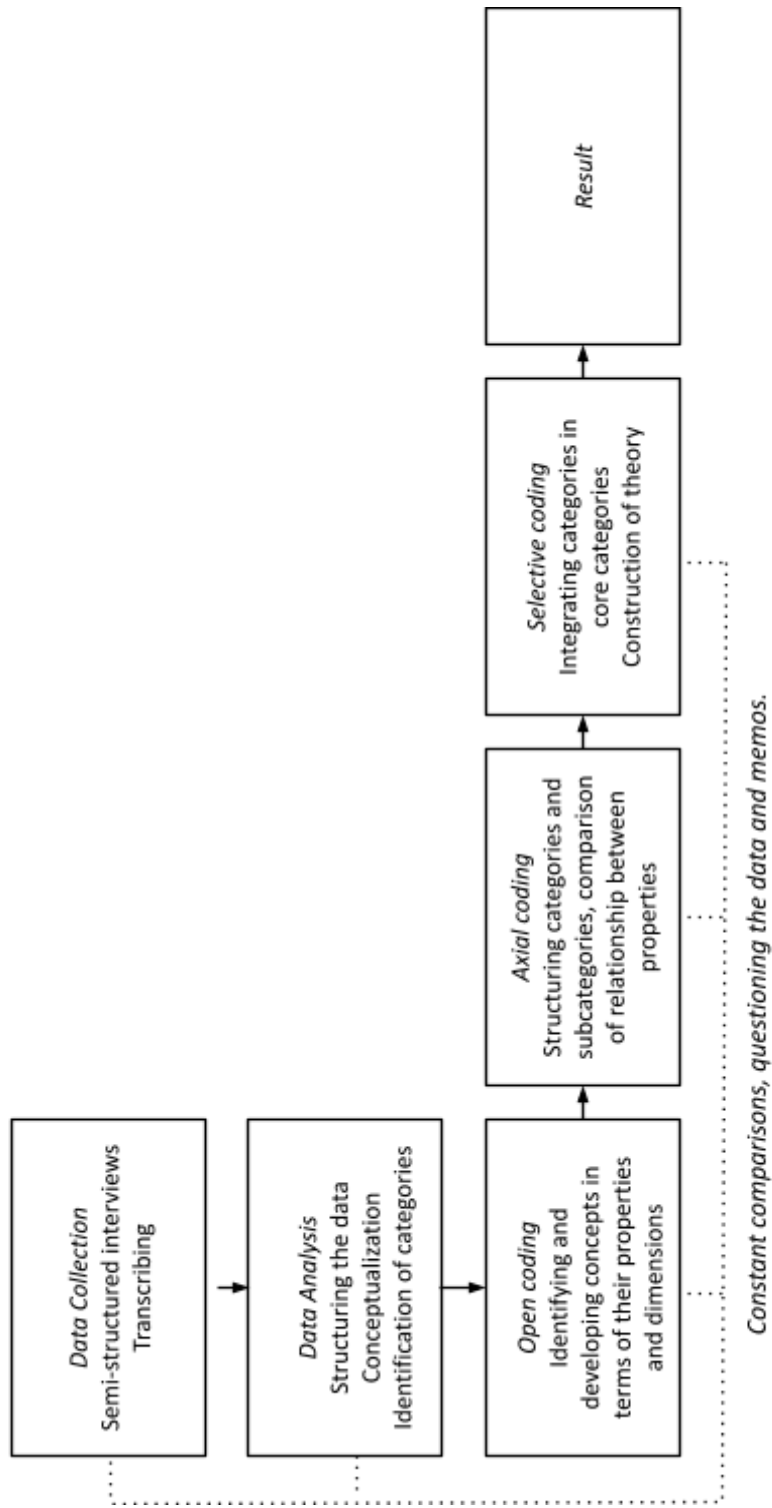 Data Collection
Semi-structured interviews
Transcribing
Data Analysis
Structuring the data
Conceptualization
Identification of categories
Open coding
Identifying and
developing concepts in
terms of their properties
and dimensions
Axial coding
Structuring categories and
subcategories, comparison
of relationship between
properties
Selective coding
Integrating categories in
core categories
Construction of theory
Result
Constant comparisons, questioning the data and memos.